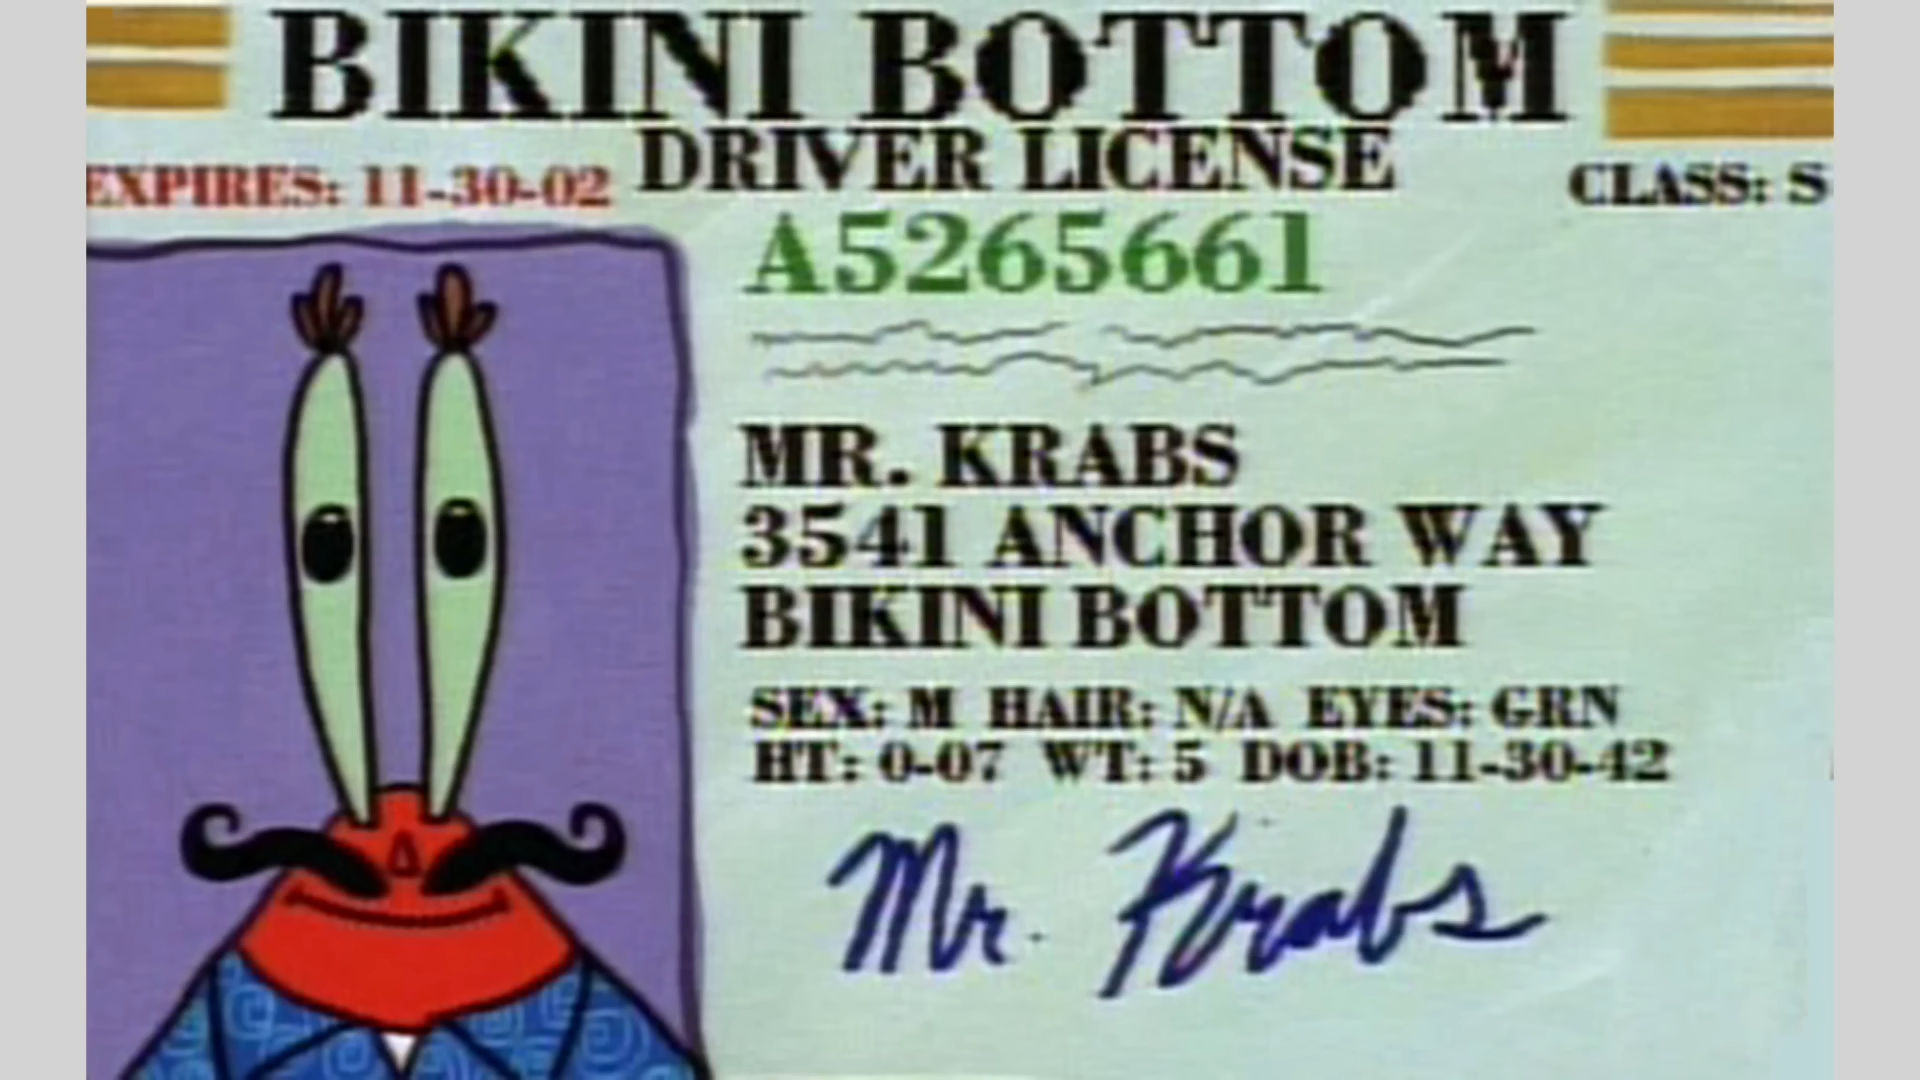 BIKINI BOTTOM
DRIVER LICENSE
EXPIRES: 11-30-02
CLASS: S
A5265661
MR. KRABS
3541 ANCHOR WAY
BIKINI BOTTOM
SEX: M HAIR: N/A EYES: GRN
HT: 0-07 WT: 5 DOB: 11-30-42
Mr. Krabs